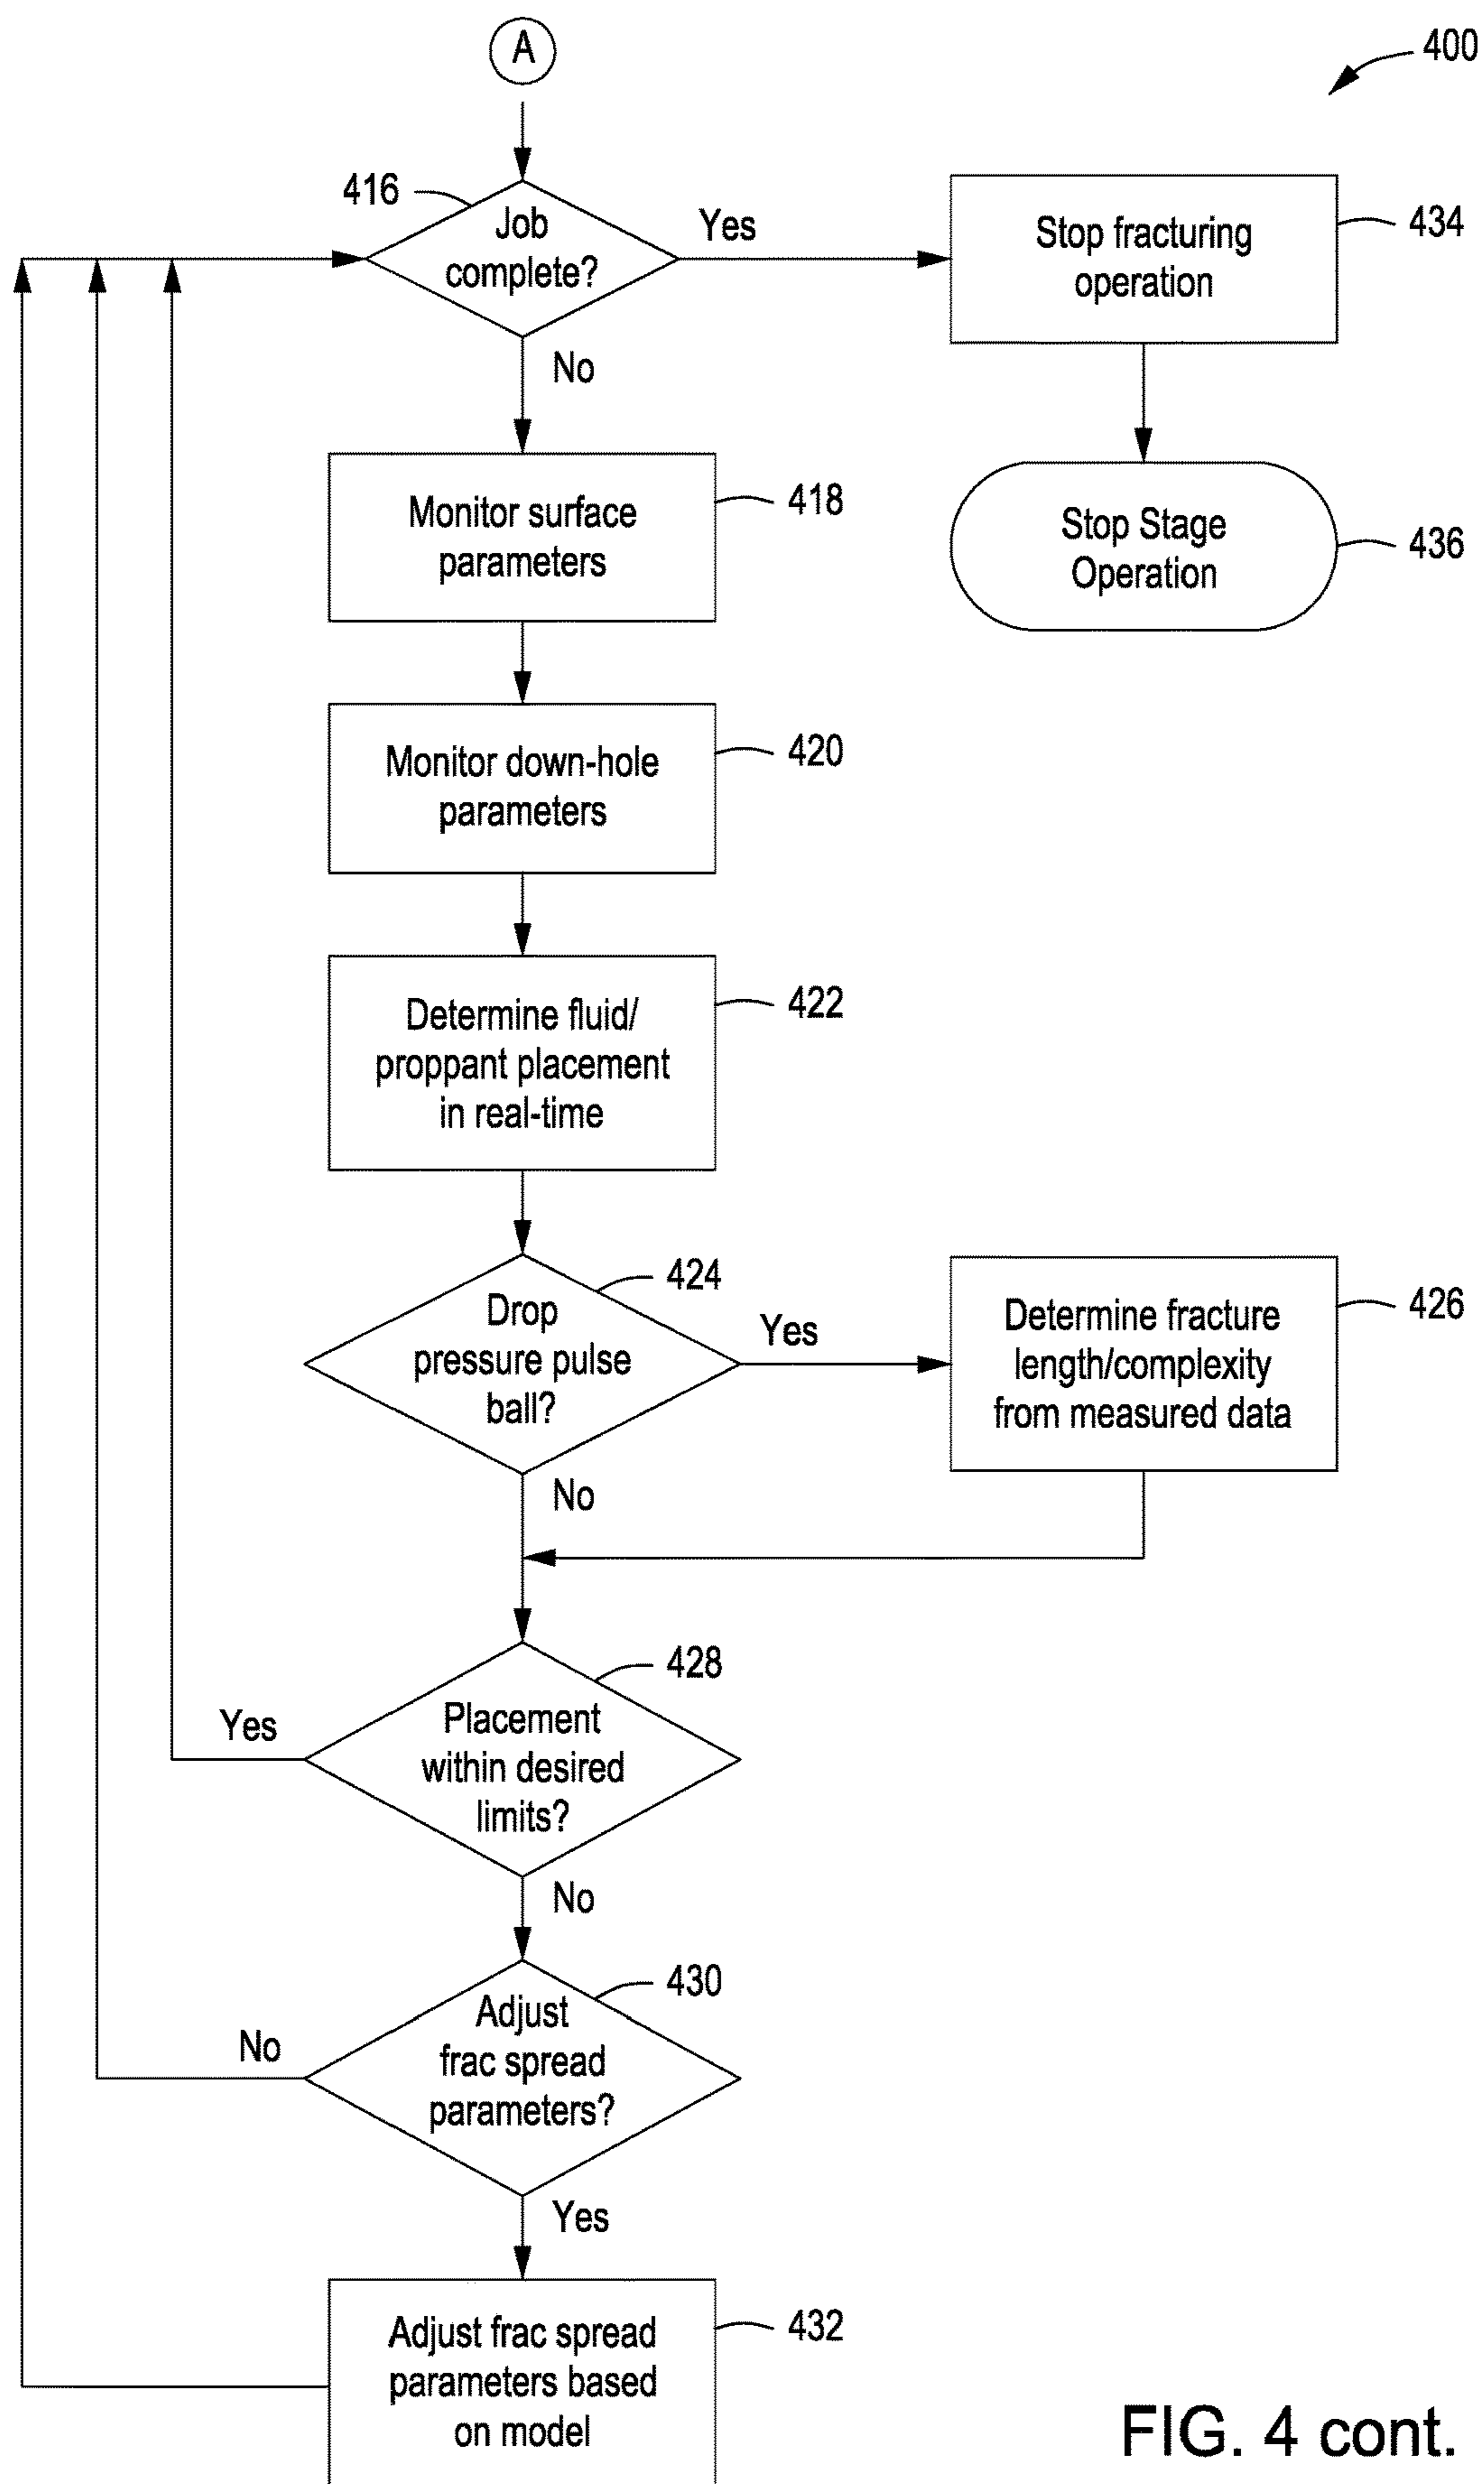 A
400
416
Job
complete?
Yes
Stop fracturing
operation
434
No
Monitor surface
parameters
418
Stop Stage
Operation
436
Monitor down-hole
parameters
420
Determine fluid/
proppant placement
in real-time
422
Drop
pressure pulse
ball?
424
Yes
Determine fracture
length/complexity
from measured data
426
No
Placement
within desired
limits?
428
Yes
No
Adjust
frac spread
parameters?
430
No
Yes
Adjust frac spread
parameters based
on model
432
FIG. 4 cont.